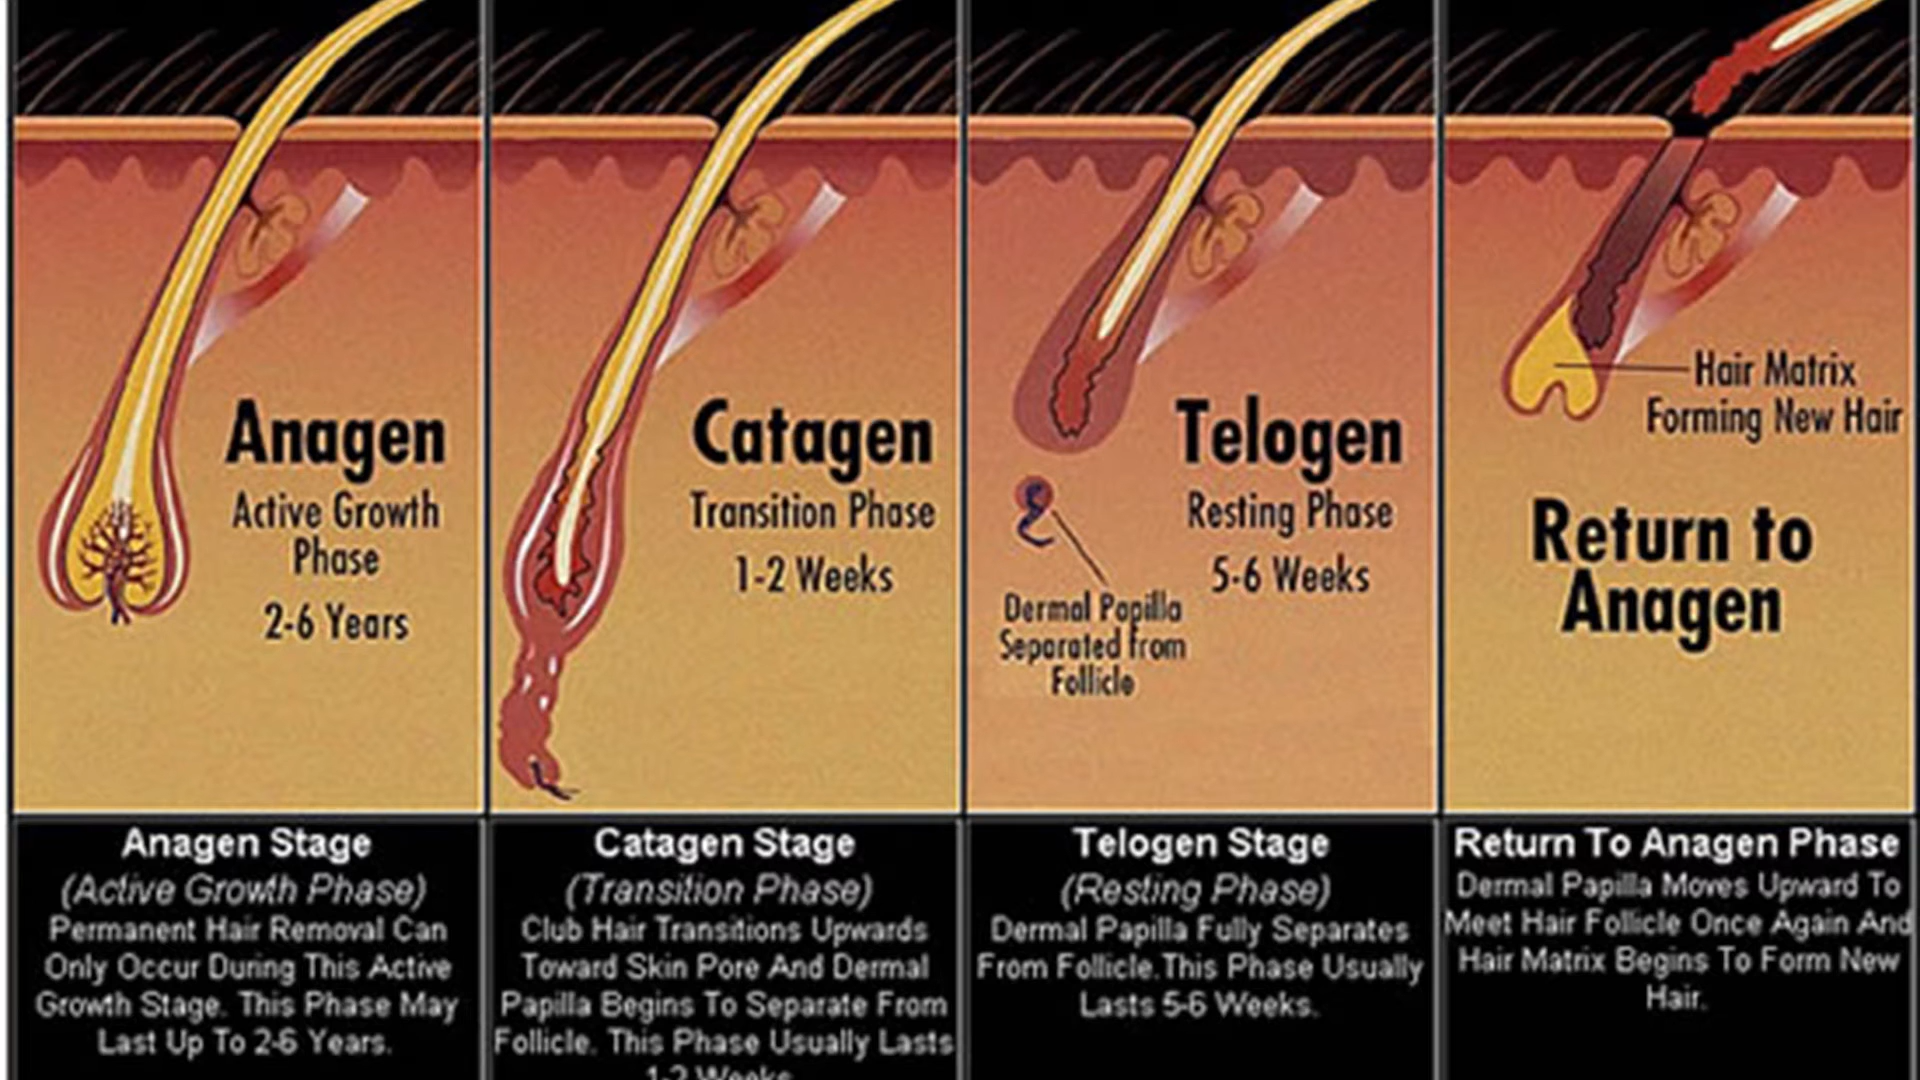 Anagen
Active Growth
Phase
2-6 Years
Catagen
Transition Phase
1-2 Weeks
Telogen
Resting Phase
5-6 Weeks
Dermal Papilla
Separated from
Follicle
Hair Matrix
Forming New Hair
Return to
Anagen
Anagen Stage
(Active Growth Phase)
Permanent Hair Removal Can
Only Occur During This Active
Growth Stage. This Phase May
Last Up To 2-6 Years.
Catagen Stage
(Transition Phase)
Club Hair Transitions Upwards
Toward Skin Pore And Dermal
Papilla Begins To Separate From
Follicle. This Phase Usually Lasts
1-2 Weeks
Telogen Stage
(Resting Phase)
Dermal Papilla Fully Separates
From Follicle.This Phase Usually
Lasts 5-6 Weeks.
Return To Anagen Phase
Dermal Papilla Moves Upward To
Meet Hair Follicle Once Again And
Hair Matrix Begins To Form New
Hair.